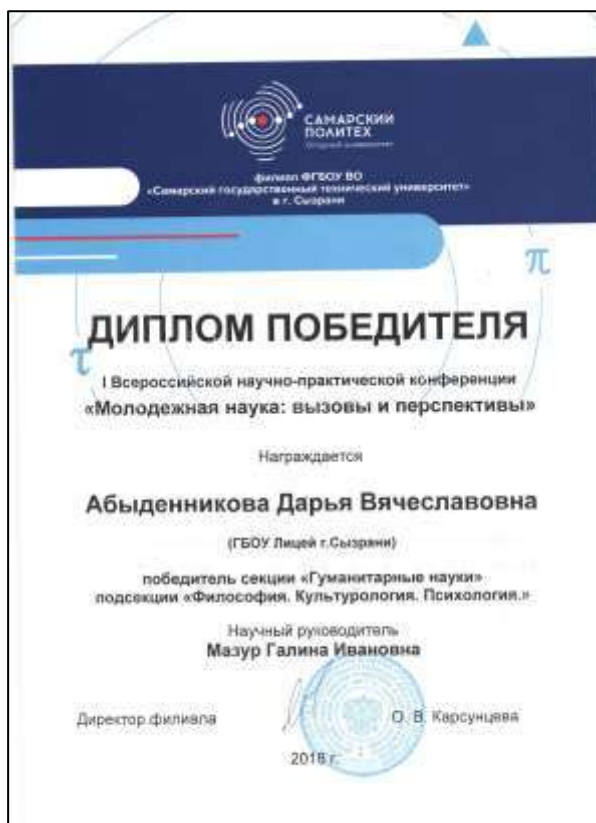 САМАРСКИЙ
ПОЛИТЕХ
Опорный университет
филиал ФГБОУ ВО
«Самарский государственный технический университет»
в г. Сызрани
π
ДИПЛОМ ПОБЕДИТЕЛЯ
τ
I Всероссийской научно-практической конференции
«Молодежная наука: вызовы и перспективы»
Награждается
Абыденникова Дарья Вячеславовна
(ГБОУ Лицей г.Сызрани)
победитель секции «Гуманитарные науки»
подсекции «Философия. Культурология. Психология.»
Научный руководитель
Мазур Галина Ивановна
Директор филиала
О. В. Карсунцева
2018 г.